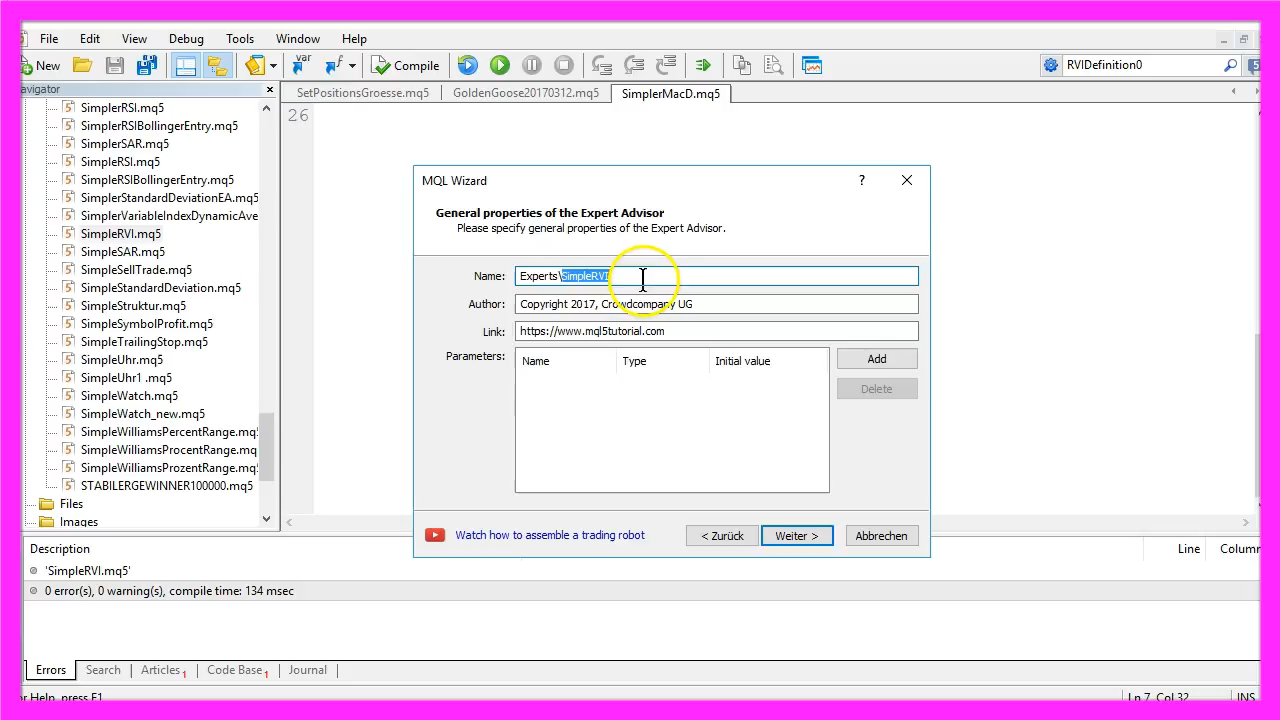 File Edit View Debug Tools Window Help
New Compile RVIDefinition0 5
avigator SetPositionsGroesse.mq5 GoldenGoose20170312.mq5 SimplerMacD.mq5
SimplerRSI.mq5
SimplerRSIBollingerEntry.mq5
SimplerSAR.mq5
SimpleRSI.mq5
SimpleRSIBollingerEntry.mq5
SimplerStandardDeviationEA.mq5
SimplerVariableIndexDynamicAve
SimpleRVI.mq5
SimpleSAR.mq5
SimpleSellTrade.mq5
SimpleStandardDeviation.mq5
SimpleStruktur.mq5
SimpleSymbolProfit.mq5
SimpleTrailingStop.mq5
SimpleUhr.mq5
SimpleUhr1 .mq5
SimpleWatch.mq5
SimpleWatch_new.mq5
SimpleWilliamsPercentRange.mq5
SimpleWilliamsProcentRange.mq
SimpleWilliamsProzentRange.mq5
STABILERGEWINNER100000.mq5
Files
Images
26
MQL Wizard ?
General properties of the Expert Advisor
Please specify general properties of the Expert Advisor.
Name: Experts\SimpleRVI
Author: Copyright 2017, Crowdcompany UG
Link: https://www.mql5tutorial.com
Parameters: Name Type Initial value Add
Delete
Watch how to assemble a trading robot < Zurück Weiter > Abbrechen
Description Line Column
'SimpleRVI.mq5'
0 error(s), 0 warning(s), compile time: 134 msec
Errors Search Articles 1 Code Base 1 Journal
or Help, press F1 Ln 7, Col 32 INS